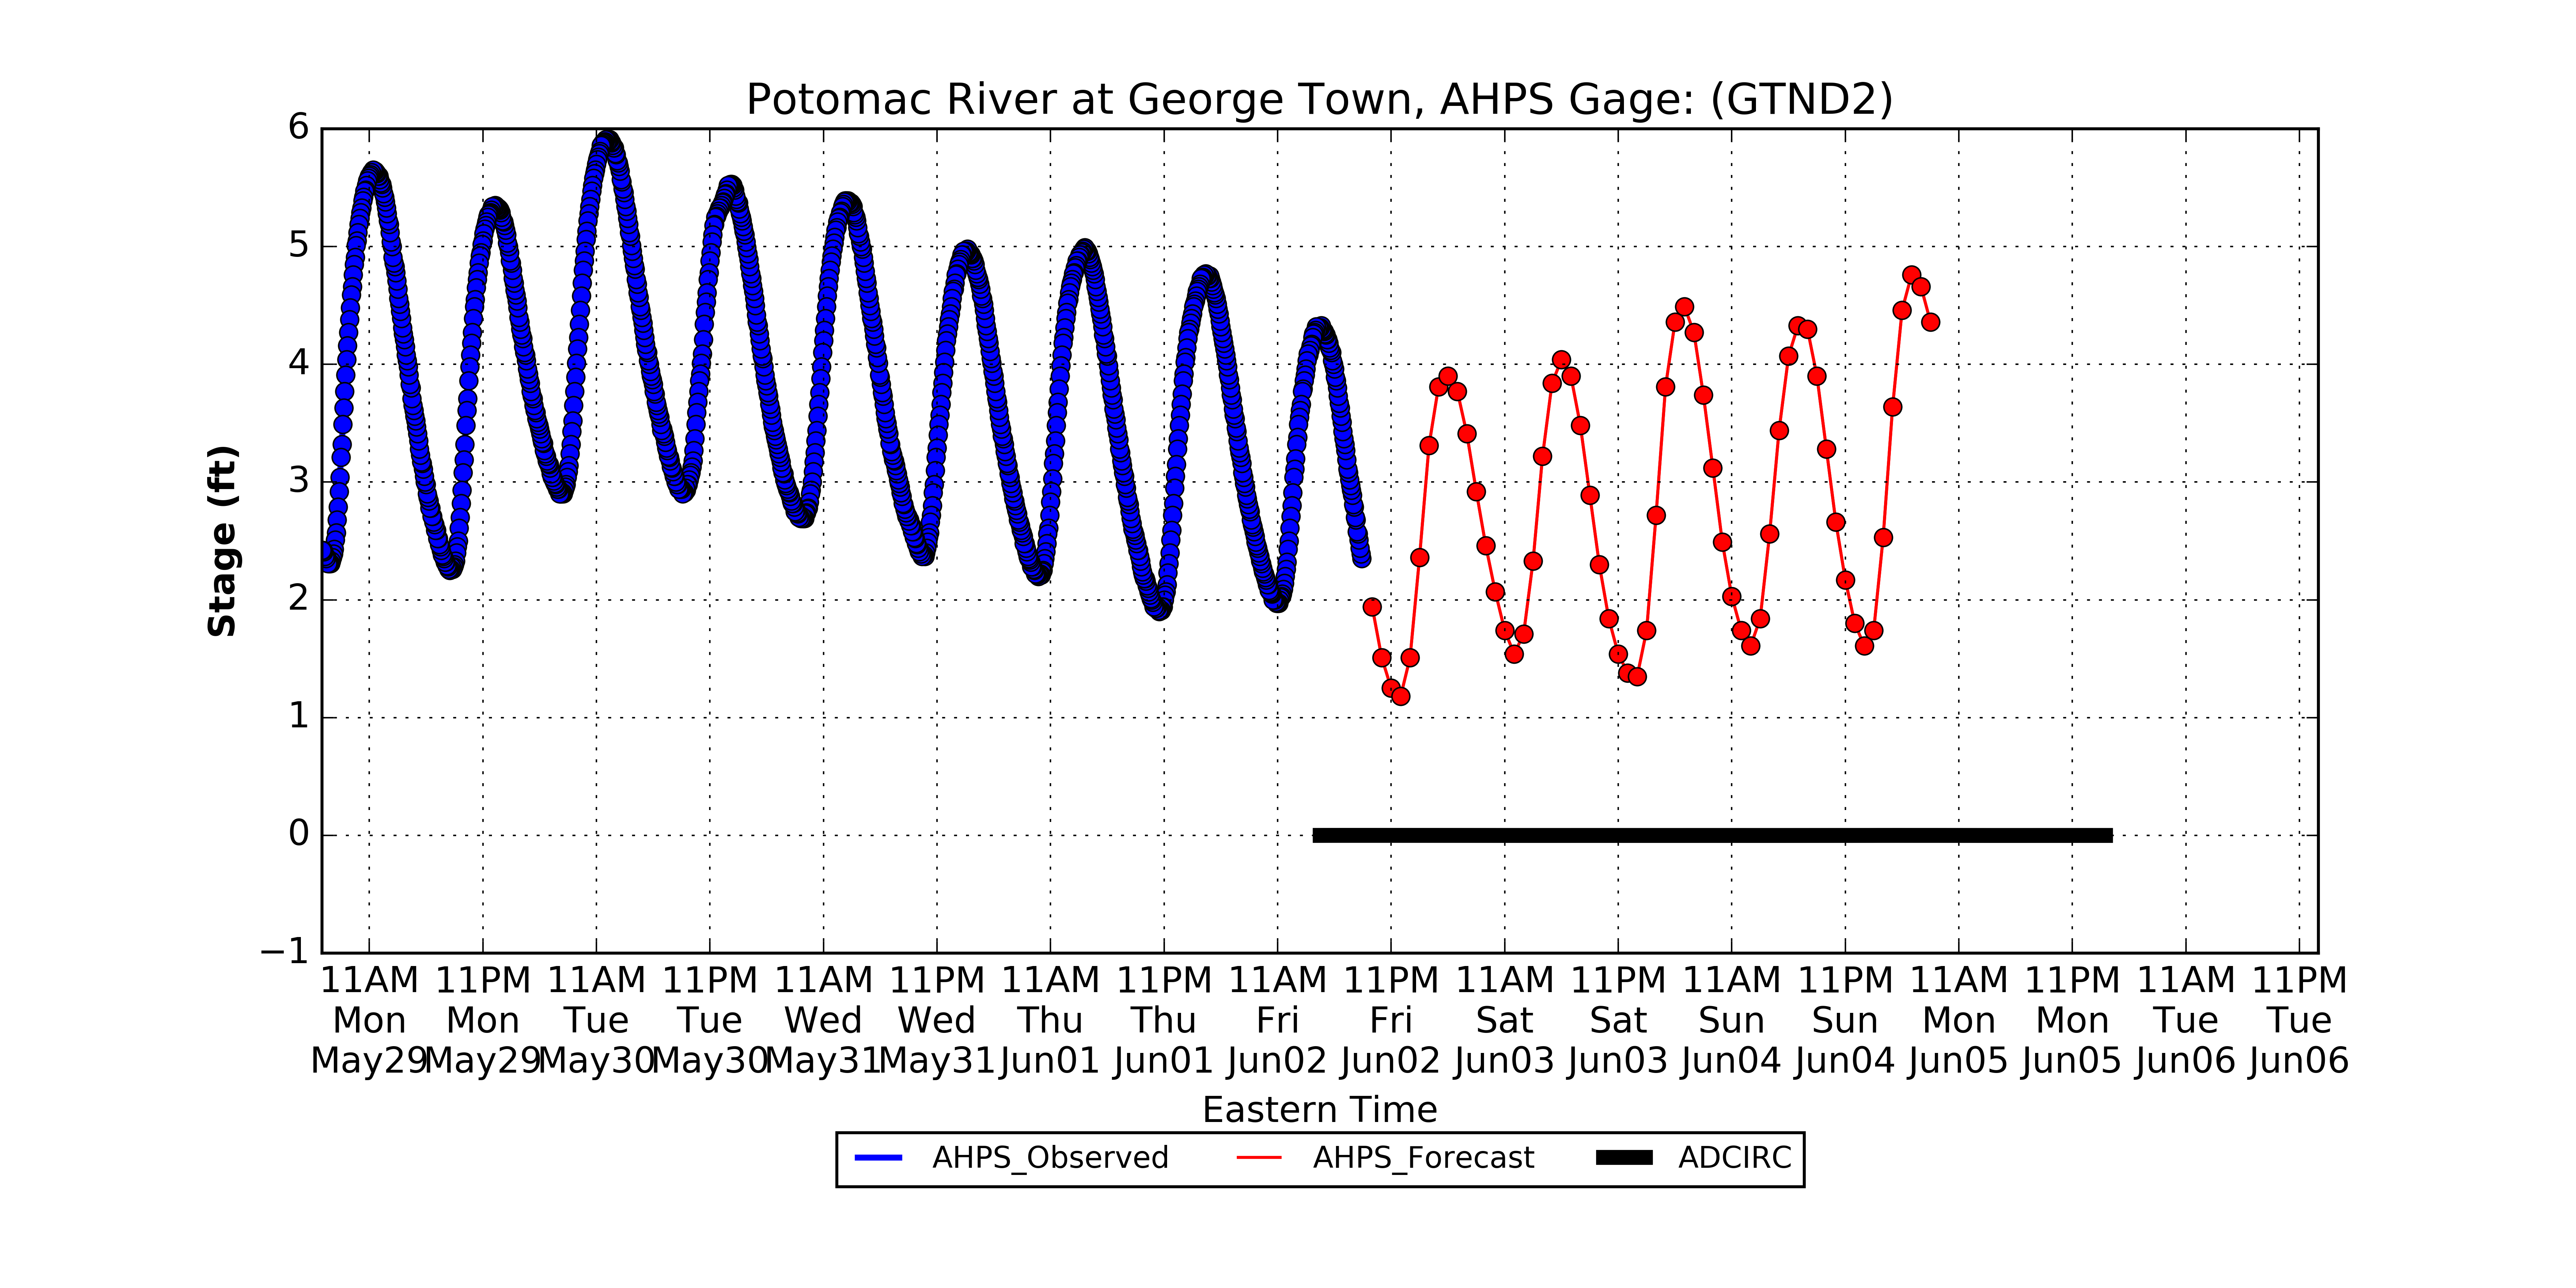 Potomac River at George Town, AHPS Gage: (GTND2)
6
5
4
3
2
1
0
−1
Stage (ft)
11AM 11PM 11AM 11PM 11AM 11PM 11AM 11PM 11AM 11PM 11AM 11PM 11AM 11PM 11AM 11PM 11AM 11PM
Mon Mon Tue Tue Wed Wed Thu Thu Fri Fri Sat Sat Sun Sun Mon Mon Tue Tue
May29 May29 May30 May30 May31 May31 Jun01 Jun01 Jun02 Jun02 Jun03 Jun03 Jun04 Jun04 Jun05 Jun05 Jun06 Jun06
Eastern Time
AHPS_Observed AHPS_Forecast ADCIRC